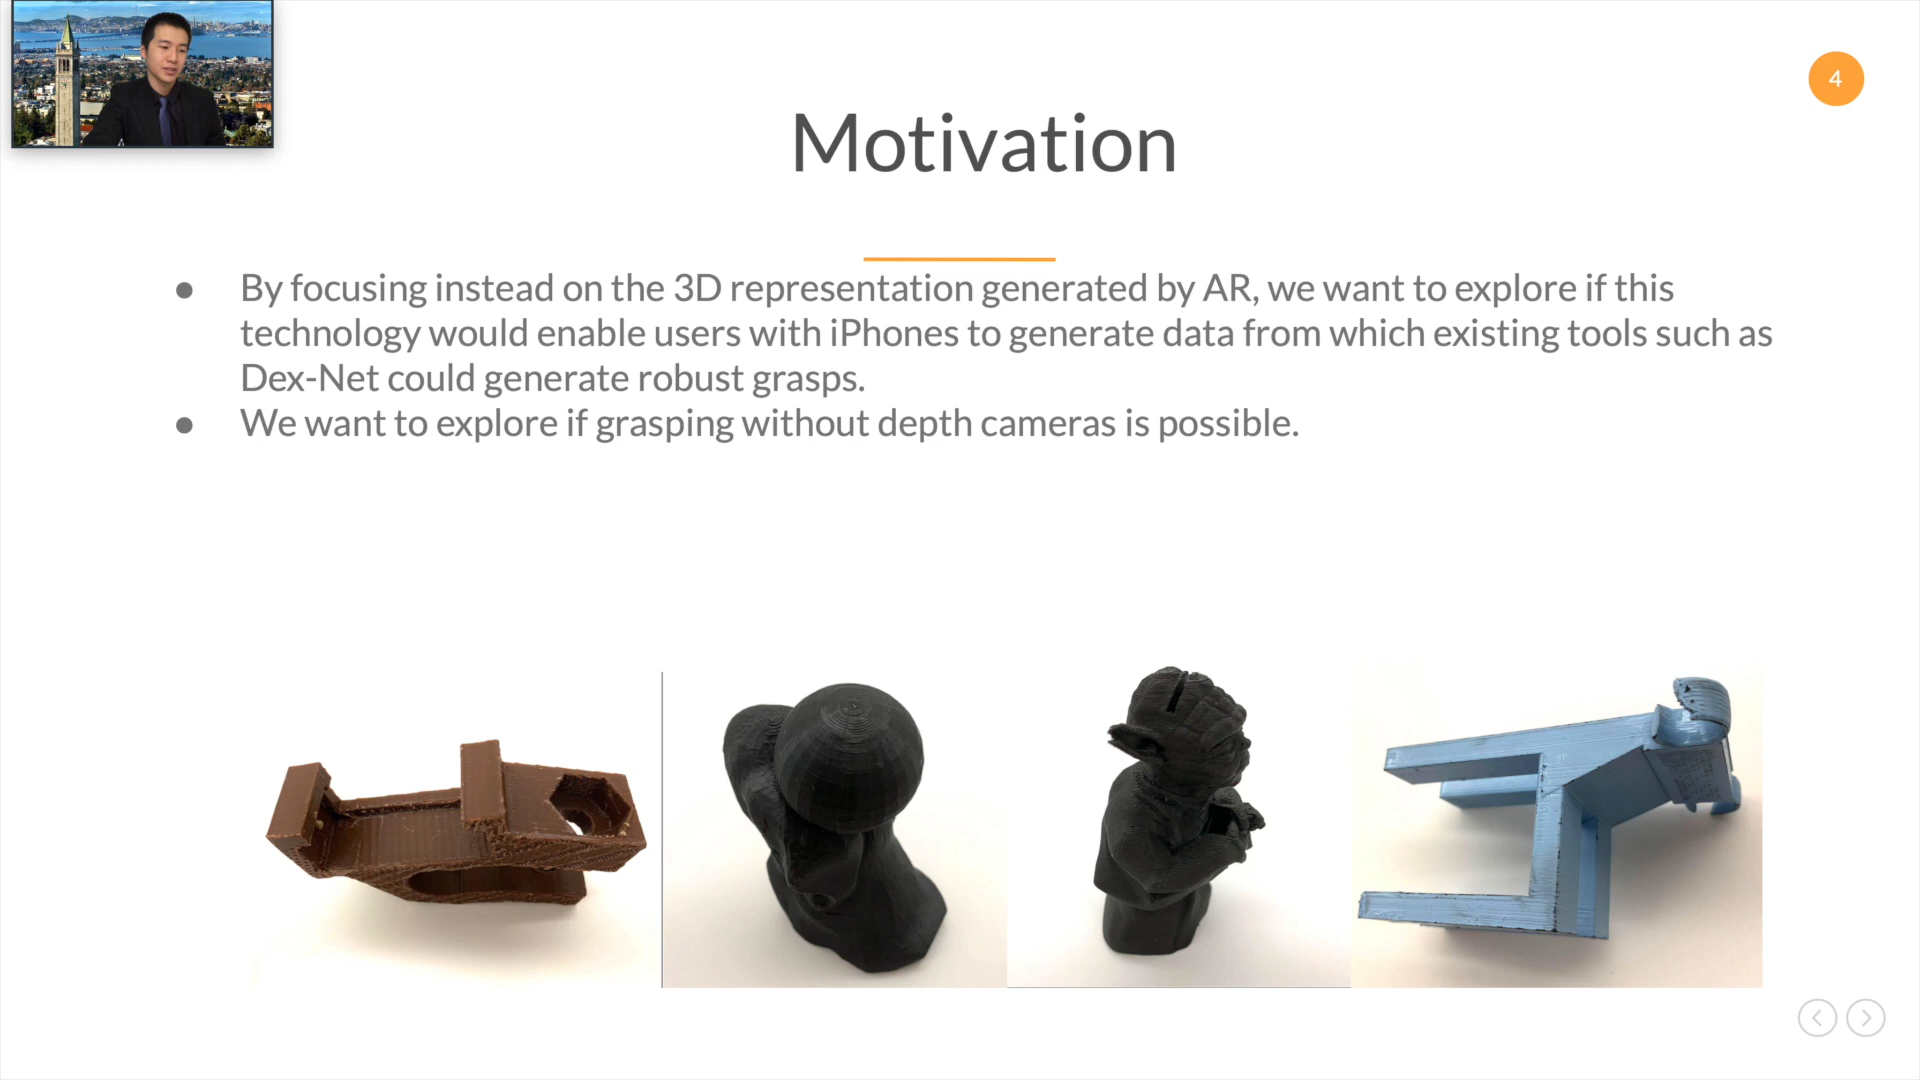 4
Motivation
● By focusing instead on the 3D representation generated by AR, we want to explore if this
technology would enable users with iPhones to generate data from which existing tools such as
Dex-Net could generate robust grasps.
● We want to explore if grasping without depth cameras is possible.